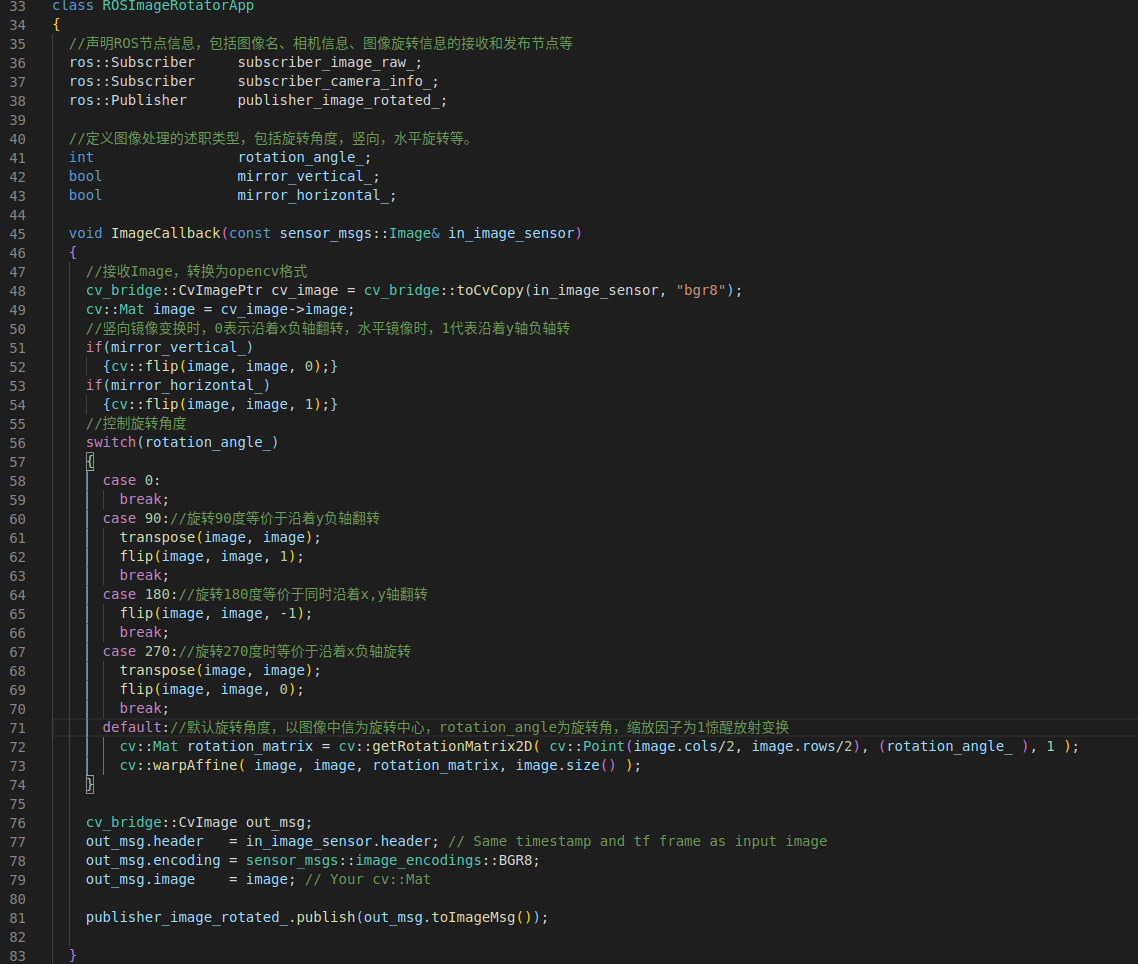 33 class ROSImageRotatorApp
34 {
35 //声明ROS节点信息，包括图像名、相机信息、图像旋转信息的接收和发布节点等
36 ros::Subscriber subscriber_image_raw_;
37 ros::Subscriber subscriber_camera_info_;
38 ros::Publisher publisher_image_rotated_;
39
40 //定义图像处理的述职类型，包括旋转角度，竖向，水平旋转等。
41 int rotation_angle_;
42 bool mirror_vertical_;
43 bool mirror_horizontal_;
44
45 void ImageCallback(const sensor_msgs::Image& in_image_sensor)
46 {
47 //接收Image，转换为opencv格式
48 cv_bridge::CvImagePtr cv_image = cv_bridge::toCvCopy(in_image_sensor, "bgr8");
49 cv::Mat image = cv_image->image;
50 //竖向镜像变换时，0表示沿着x负轴翻转，水平镜像时，1代表沿着y轴负轴转
51 if(mirror_vertical_)
52 {cv::flip(image, image, 0);}
53 if(mirror_horizontal_)
54 {cv::flip(image, image, 1);}
55 //控制旋转角度
56 switch(rotation_angle_)
57 {
58 case 0:
59 break;
60 case 90://旋转90度等价于沿着y负轴翻转
61 transpose(image, image);
62 flip(image, image, 1);
63 break;
64 case 180://旋转180度等价于同时沿着x,y轴翻转
65 flip(image, image, -1);
66 break;
67 case 270://旋转270度时等价于沿着x负轴旋转
68 transpose(image, image);
69 flip(image, image, 0);
70 break;
71 default://默认旋转角度，以图像中信为旋转中心，rotation_angle为旋转角，缩放因子为1惊醒放射变换
72 cv::Mat rotation_matrix = cv::getRotationMatrix2D( cv::Point(image.cols/2, image.rows/2), (rotation_angle_ ), 1 );
73 cv::warpAffine( image, image, rotation_matrix, image.size() );
74 }
75
76 cv_bridge::CvImage out_msg;
77 out_msg.header = in_image_sensor.header; // Same timestamp and tf frame as input image
78 out_msg.encoding = sensor_msgs::image_encodings::BGR8;
79 out_msg.image = image; // Your cv::Mat
80
81 publisher_image_rotated_.publish(out_msg.toImageMsg());
82
83 }